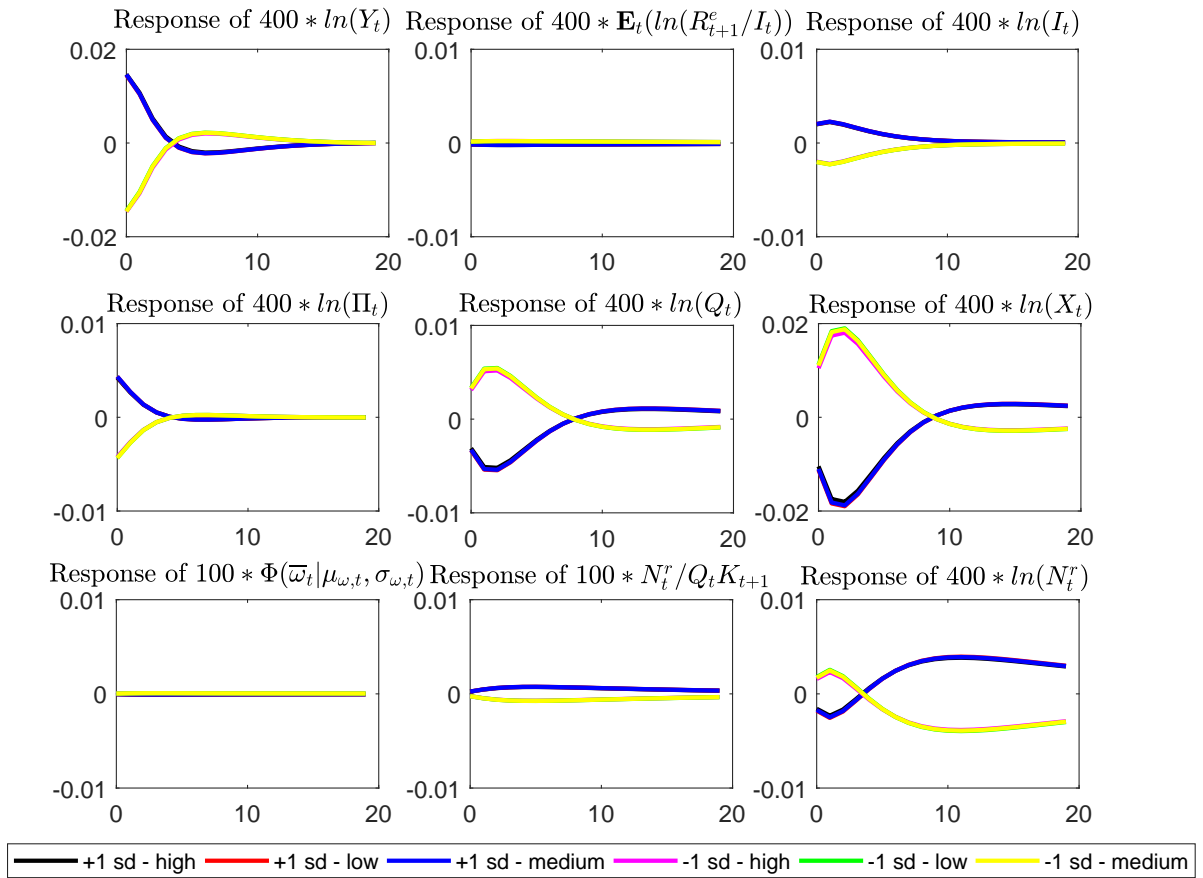 Response of 400 ∗ ln(Y_t)
Response of 400 ∗ E_t(ln(R^e_{t+1}/I_t))
Response of 400 ∗ ln(I_t)
0.02
0
-0.02
0 10 20
0.01
0
-0.01
0 10 20
0.01
0
-0.01
0 10 20
Response of 400 ∗ ln(Π_t)
Response of 400 ∗ ln(Q_t)
Response of 400 ∗ ln(X_t)
0.01
0
-0.01
0 10 20
0.01
0
-0.01
0 10 20
0.02
0
-0.02
0 10 20
Response of 100 ∗ Φ(ω̅_t|μ_{ω,t}, σ_{ω,t})
Response of 100 ∗ N^r_t/Q_tK_{t+1}
Response of 400 ∗ ln(N^r_t)
0.01
0
-0.01
0 10 20
0.01
0
-0.01
0 10 20
0.01
0
-0.01
0 10 20
+1 sd - high +1 sd - low +1 sd - medium -1 sd - high -1 sd - low -1 sd - medium